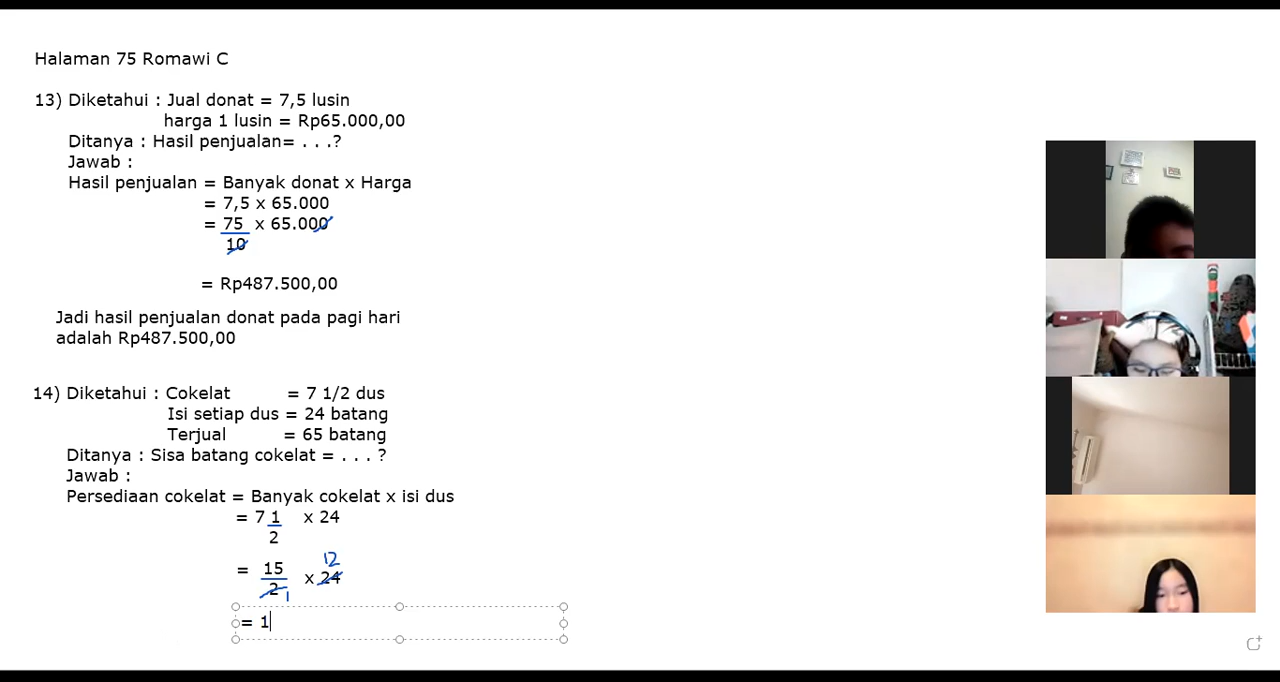 Halaman 75 Romawi C
13) Diketahui : Jual donat = 7,5 lusin
harga 1 lusin = Rp65.000,00
Ditanya : Hasil penjualan= . . .?
Jawab :
Hasil penjualan = Banyak donat x Harga
= 7,5 x 65.000
= 75 x 65.000
10
= Rp487.500,00
Jadi hasil penjualan donat pada pagi hari
adalah Rp487.500,00
14) Diketahui : Cokelat = 7 1/2 dus
Isi setiap dus = 24 batang
Terjual = 65 batang
Ditanya : Sisa batang cokelat = . . . ?
Jawab :
Persediaan cokelat = Banyak cokelat x isi dus
= 7 1 x 24
2
12
= 15 x 24
2 1
= 1